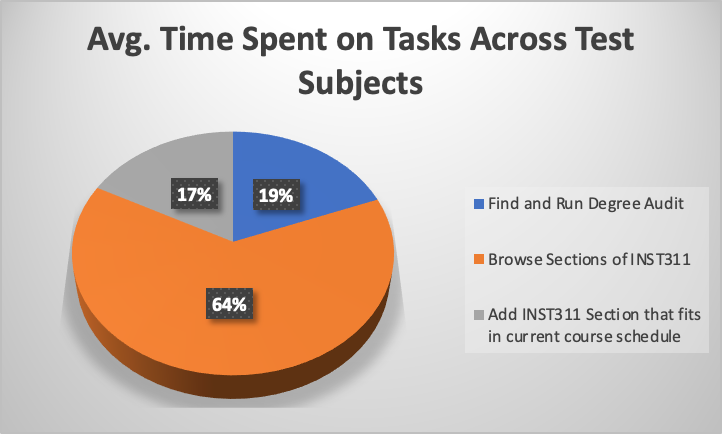 Avg. Time Spent on Tasks Across Test
Subjects
17%
19%
64%
Find and Run Degree Audit
Browse Sections of INST311
Add INST311 Section that fits
in current course schedule